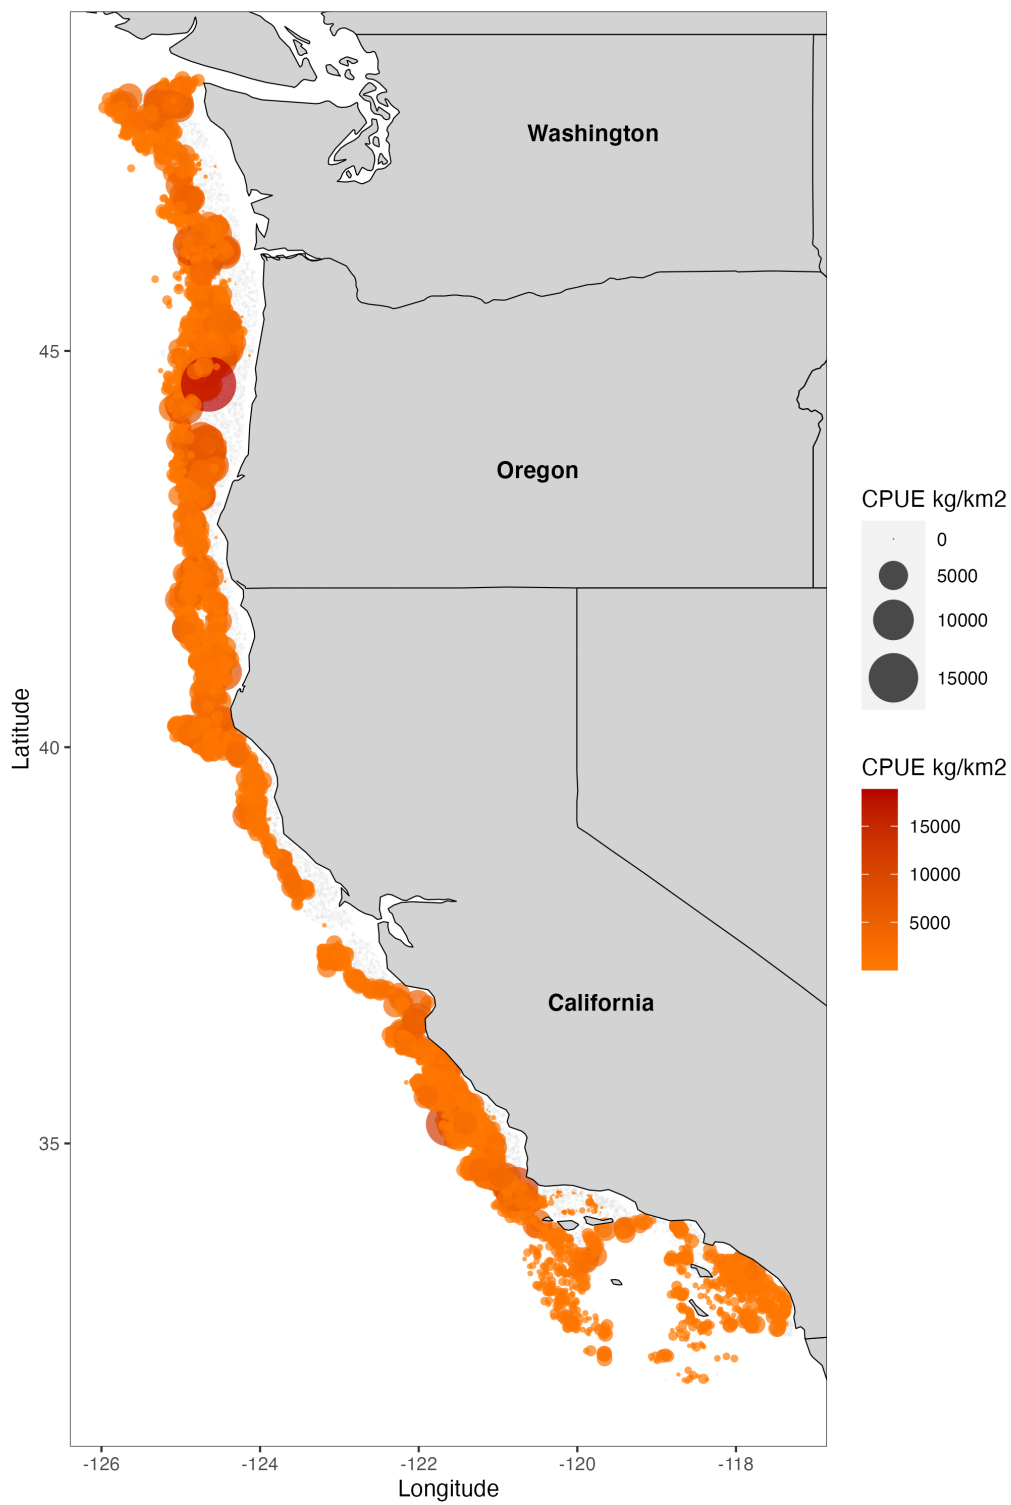 Washington
45
Oregon
CPUE kg/km2
0
5000
10000
15000
Latitude
40
CPUE kg/km2
15000
10000
5000
California
35
-126
-124
-122
-120
-118
Longitude